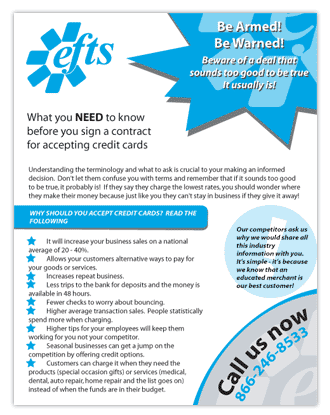 efts
Be Armed!
Be Warned!
Beware of a deal that
sounds too good to be true
it usually is!
What you NEED to know
before you sign a contract
for accepting credit cards
Understanding the terminology and what to ask is crucial to your making an informed
decision. Don't let them confuse you with terms and remember that if it sounds too good
to be true, it probably is! If they say they charge the lowest rates, you should wonder where
they make their money because just like you they can't stay in business if they give it away!
WHY SHOULD YOU ACCEPT CREDIT CARDS? READ THE
FOLLOWING
It will increase your business sales on a national
average of 20 - 40%.
Allows your customers alternative ways to pay for
your goods or services.
Increases repeat business.
Less trips to the bank for deposits and the money is
available in 48 hours.
Fewer checks to worry about bouncing.
Higher average transaction sales. People statistically
spend more when charging.
Higher tips for your employees will keep them
working for you not your competitor.
Seasonal businesses can get a jump on the
competition by offering credit options.
Customers can charge it when they need the
products (special occasion gifts) or services (medical,
dental, auto repair, home repair and the list goes on)
instead of when the funds are in their budget.
Our competitors ask us
why we would share all
this industry
information with you.
It's simple - it's because
we know that an
educated merchant is
our best customer!
Call us now
866-246-8533